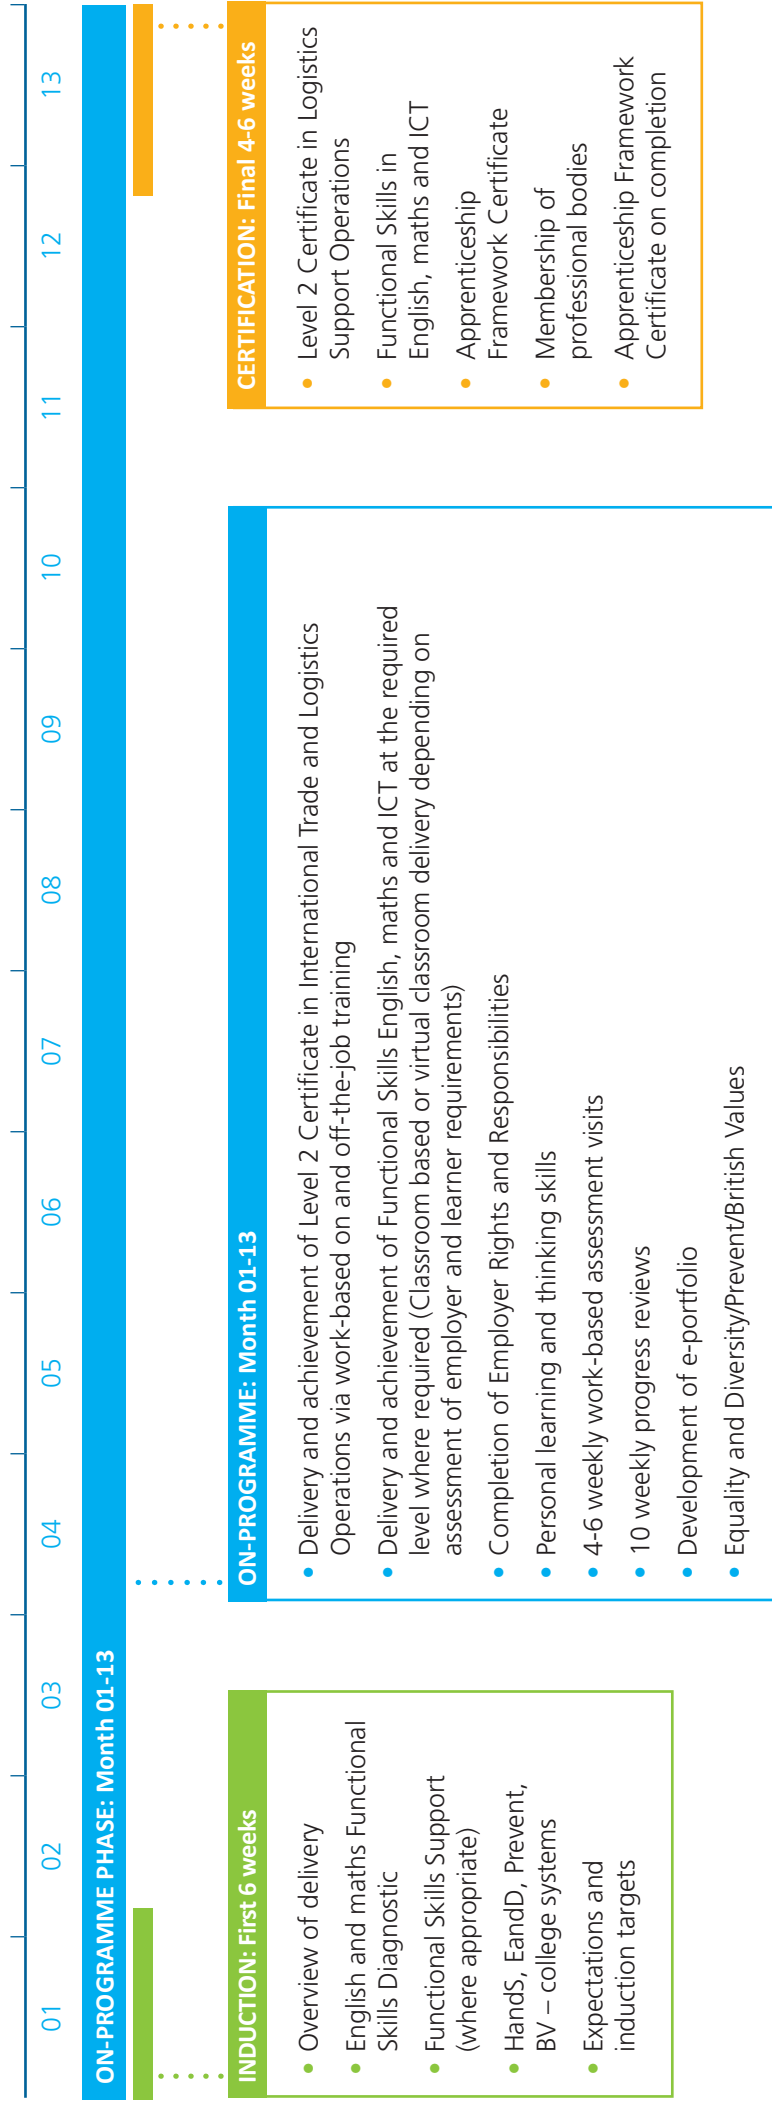 01 02 03 04 05 06 07 08 09 10 11 12 13
ON-PROGRAMME PHASE: Month 01-13
INDUCTION: First 6 weeks
• Overview of delivery
• English and maths Functional
Skills Diagnostic
• Functional Skills Support
(where appropriate)
• HandS, EandD, Prevent,
BV – college systems
• Expectations and
induction targets
ON-PROGRAMME: Month 01-13
• Delivery and achievement of Level 2 Certificate in International Trade and Logistics
Operations via work-based on and off-the-job training
• Delivery and achievement of Functional Skills English, maths and ICT at the required
level where required (Classroom based or virtual classroom delivery depending on
assessment of employer and learner requirements)
• Completion of Employer Rights and Responsibilities
• Personal learning and thinking skills
• 4-6 weekly work-based assessment visits
• 10 weekly progress reviews
• Development of e-portfolio
• Equality and Diversity/Prevent/British Values
CERTIFICATION: Final 4-6 weeks
• Level 2 Certificate in Logistics
Support Operations
• Functional Skills in
English, maths and ICT
• Apprenticeship
Framework Certificate
• Membership of
professional bodies
• Apprenticeship Framework
Certificate on completion